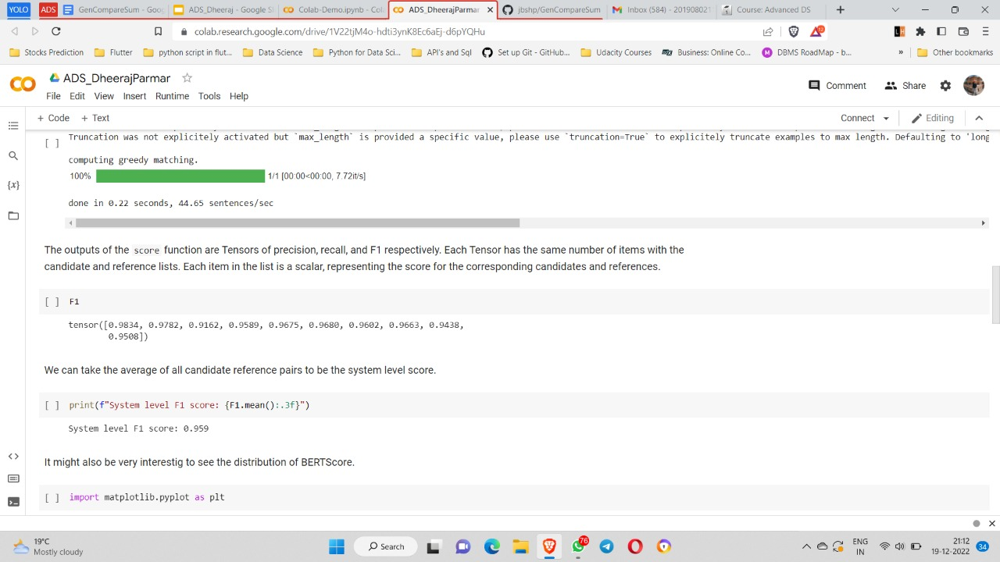 YOLO ADS GenCompareSum - Goog ADS_Dheeraj - Google Sl Colab-Demo.ipynb - Col ADS_DheerajParmar jbshp/GenCompareSum Inbox (584) - 201998021 Course: Advanced DS
colab.research.google.com/drive/1V22tjM4o-hdti3ynK8Ec6aEj-d6pYQHu
Stocks Prediction Flutter python script in flut... Data Science Python for Data Sci... API's and Sql Set up Git - GitHub... Udacity Courses Business: Online Co... DBMS RoadMap - b... » Other bookmarks
ADS_DheerajParmar
File Edit View Insert Runtime Tools Help
Comment Share
+ Code + Text Connect Editing
[ ] Truncation was not explicitely activated but `max_length` is provided a specific value, please use `truncation=True` to explicitely truncate examples to max length. Defaulting to 'long
computing greedy matching.
100% 1/1 [00:00<00:00, 7.72it/s]
done in 0.22 seconds, 44.65 sentences/sec
The outputs of the score function are Tensors of precision, recall, and F1 respectively. Each Tensor has the same number of items with the
candidate and reference lists. Each item in the list is a scalar, representing the score for the corresponding candidates and references.
[ ] F1
tensor([0.9834, 0.9782, 0.9162, 0.9589, 0.9675, 0.9680, 0.9602, 0.9663, 0.9438,
0.9508])
We can take the average of all candidate reference pairs to be the system level score.
[ ] print(f"System level F1 score: {F1.mean():.3f}")
System level F1 score: 0.959
It might also be very interestig to see the distribution of BERTScore.
[ ] import matplotlib.pyplot as plt
19°C
Mostly cloudy
Search
76
ENG
IN
21:12
19-12-2022
34